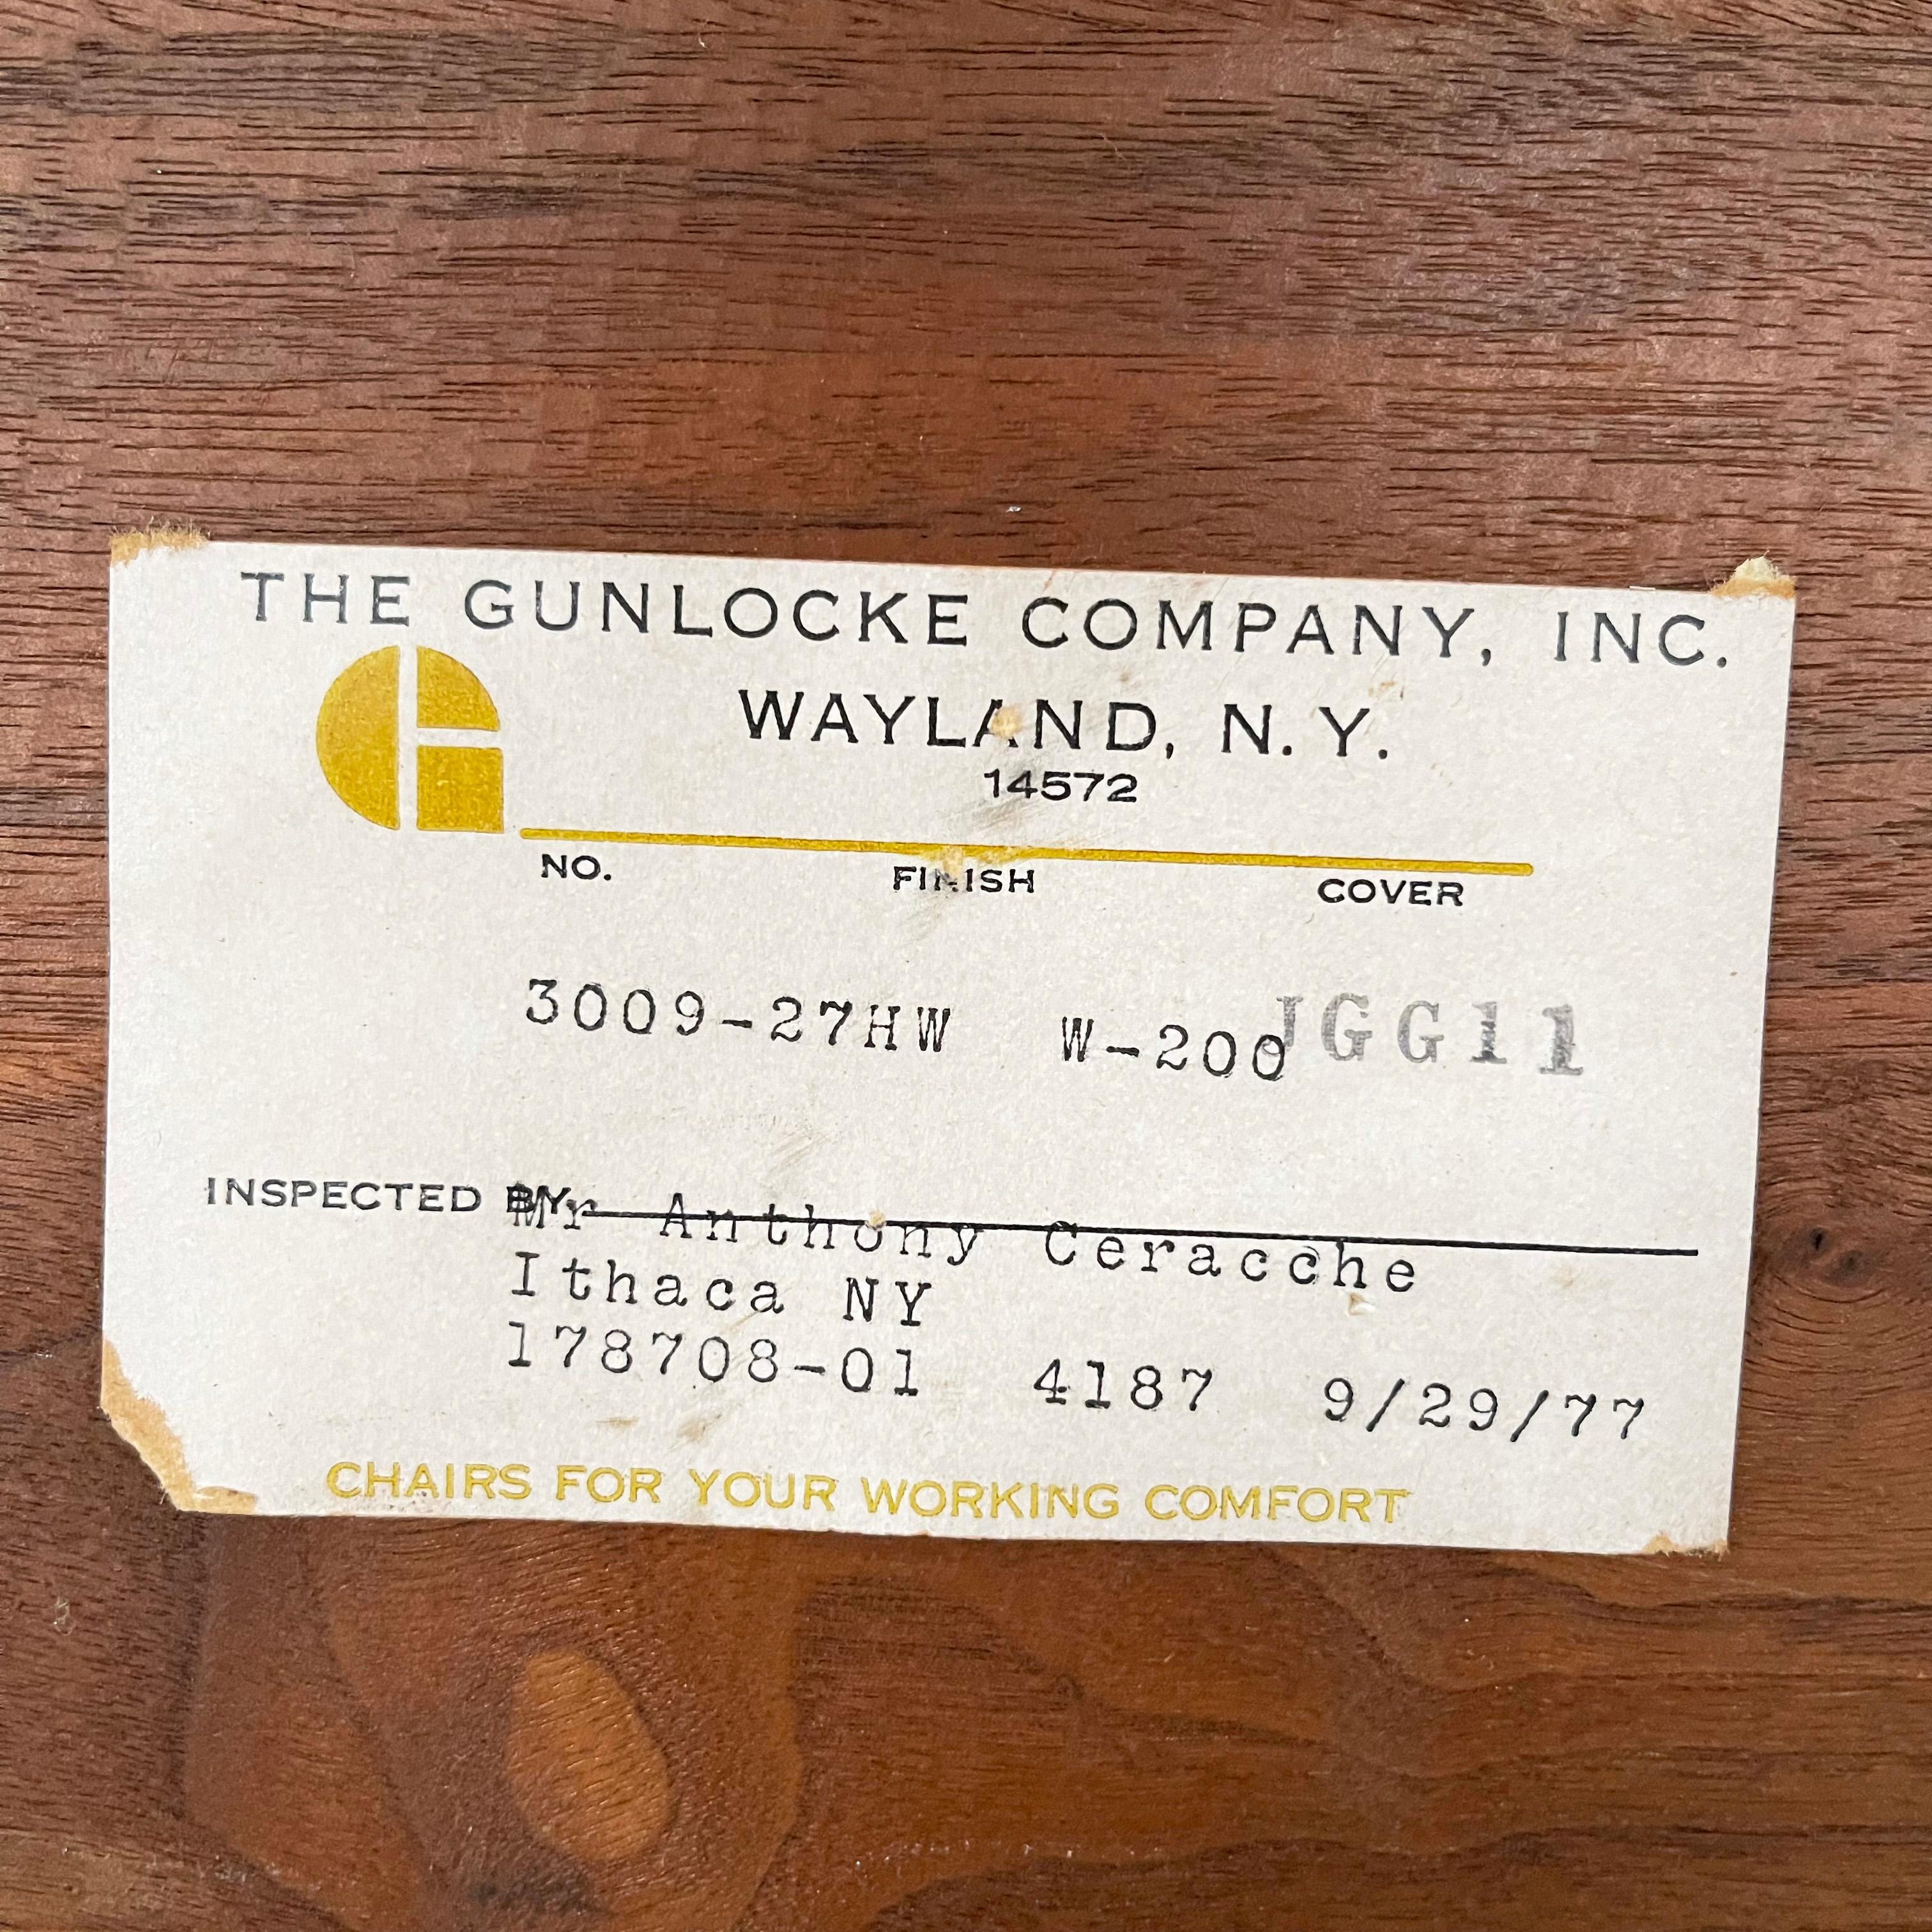 THE GUNLOCKE COMPANY, INC.
WAYLAND, N.Y.
14572
NO. FINISH COVER
3009-27HW W-200 JGG11
INSPECTED BY Mr Anthony Ceracche
Ithaca NY
178708-01 4187 9/29/77
CHAIRS FOR YOUR WORKING COMFORT